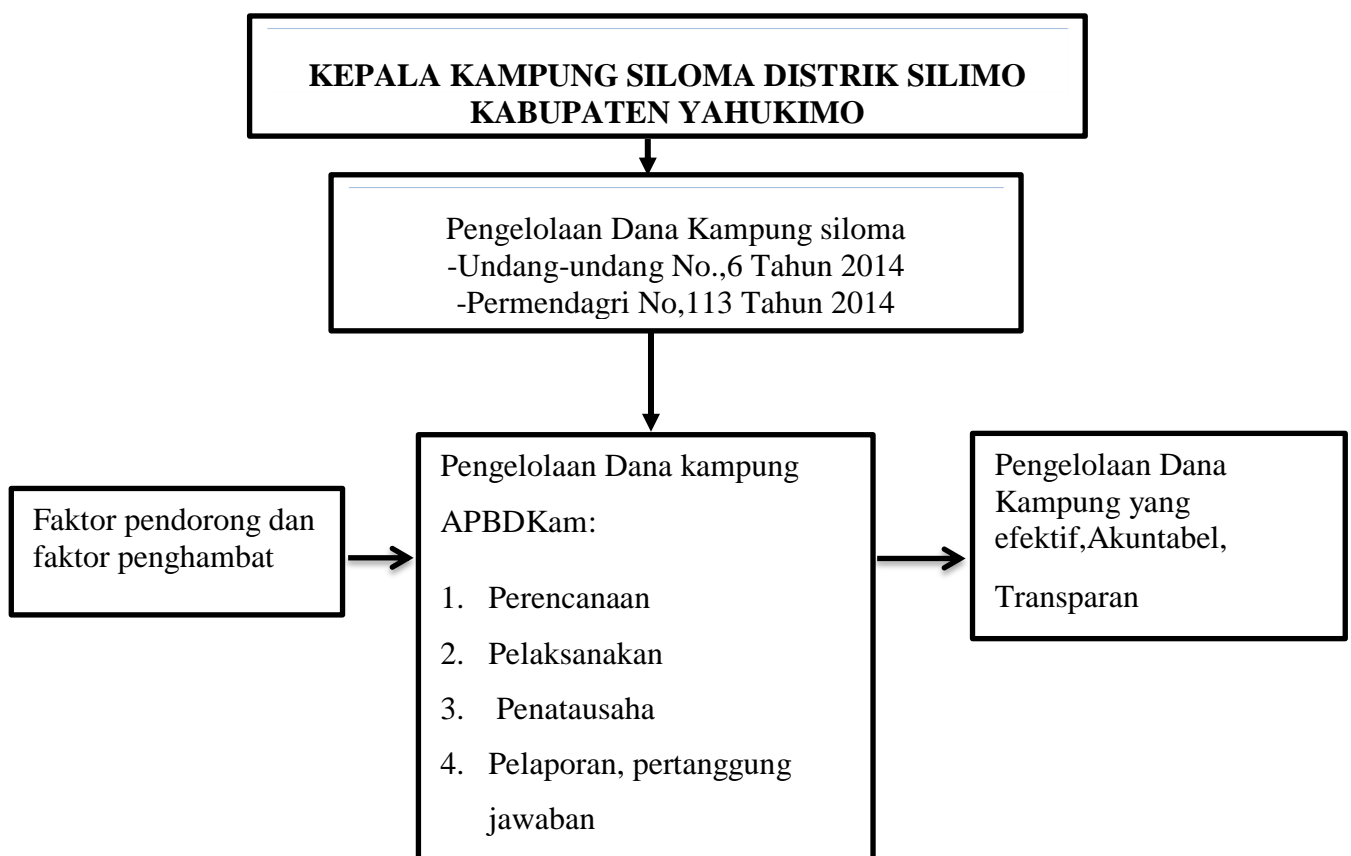 KEPALA KAMPUNG SILOMA DISTRIK SILIMO
KABUPATEN YAHUKIMO
Pengelolaan Dana Kampung siloma
-Undang-undang No.,6 Tahun 2014
-Permendagri No,113 Tahun 2014
Faktor pendorong dan
faktor penghambat
Pengelolaan Dana kampung
APBDKam:
1. Perencanaan
2. Pelaksanakan
3. Penatausaha
4. Pelaporan, pertanggung
jawaban
Pengelolaan Dana
Kampung yang
efektif,Akuntabel,
Transparan